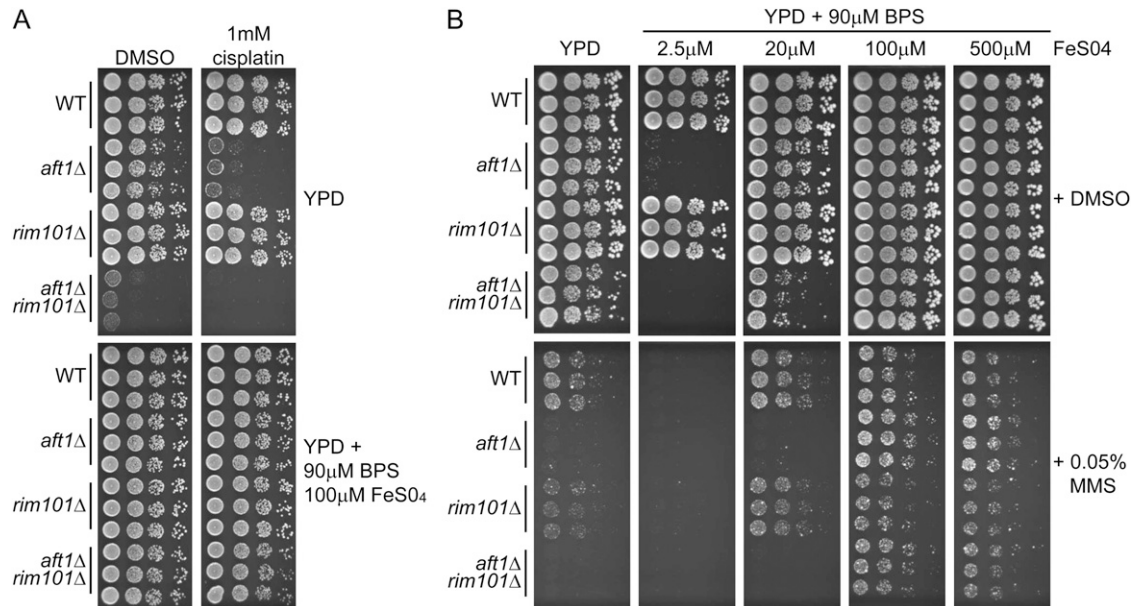 A
DMSO
1mM
cisplatin
WT
aft1Δ
rim101Δ
aft1Δ
rim101Δ
YPD
WT
aft1Δ
rim101Δ
aft1Δ
rim101Δ
YPD +
90μM BPS
100μM FeS0₄
B
YPD + 90μM BPS
YPD 2.5μM 20μM 100μM 500μM FeS04
WT
aft1Δ
rim101Δ
aft1Δ
rim101Δ
+ DMSO
WT
aft1Δ
rim101Δ
aft1Δ
rim101Δ
+ 0.05%
MMS